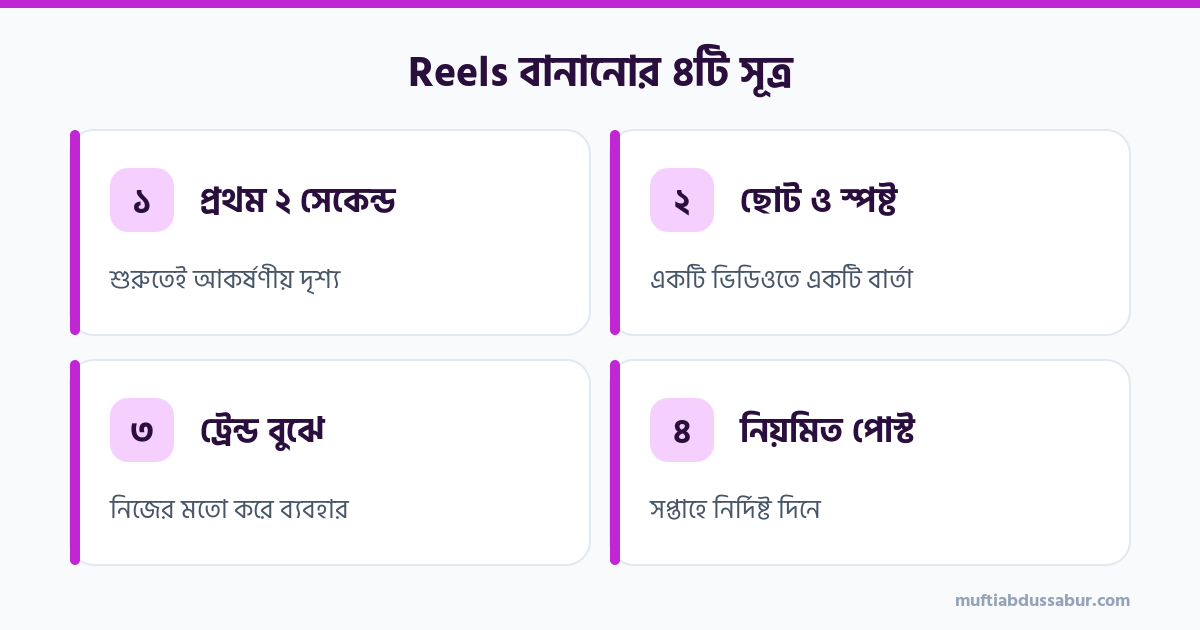 Reels বানানোর ৪টি সূত্র
১
প্রথম ২ সেকেন্ড
শুরুতেই আকর্ষণীয় দৃশ্য
২
ছোট ও স্পষ্ট
একটি ভিডিওতে একটি বার্তা
৩
ট্রেন্ড বুঝে
নিজের মতো করে ব্যবহার
৪
নিয়মিত পোস্ট
সপ্তাহে নির্দিষ্ট দিনে
muftiabdussabur.com